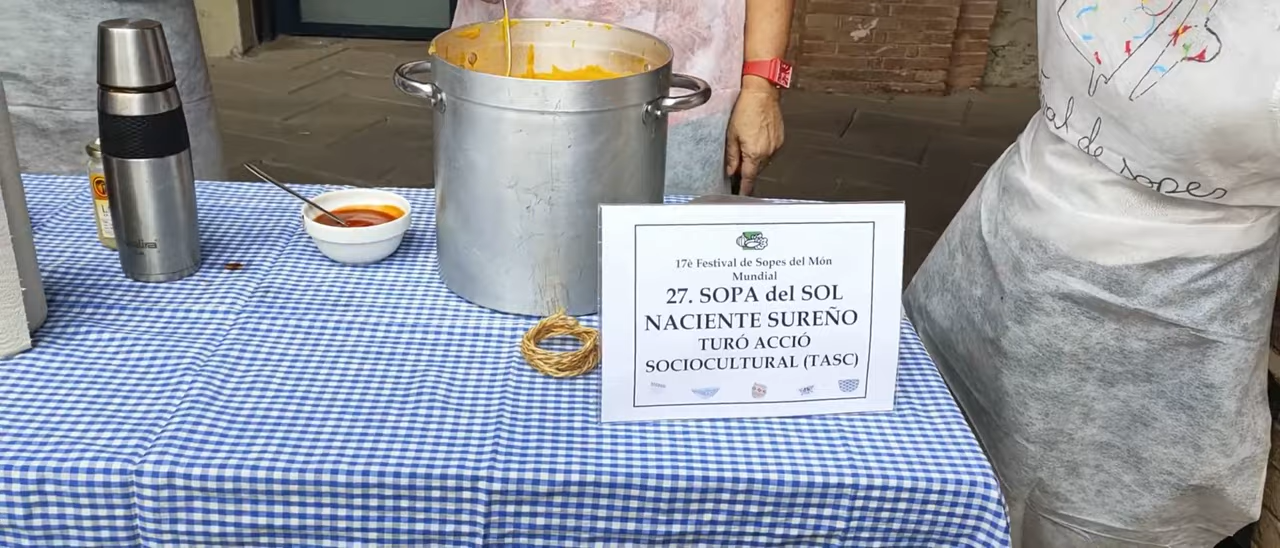 17è Festival de Sopes del Món
Mundial
27. SOPA del SOL
NACIENTE SUREÑO
TURÓ ACCIÓ
SOCIOCULTURAL (TASC)
al de sopes